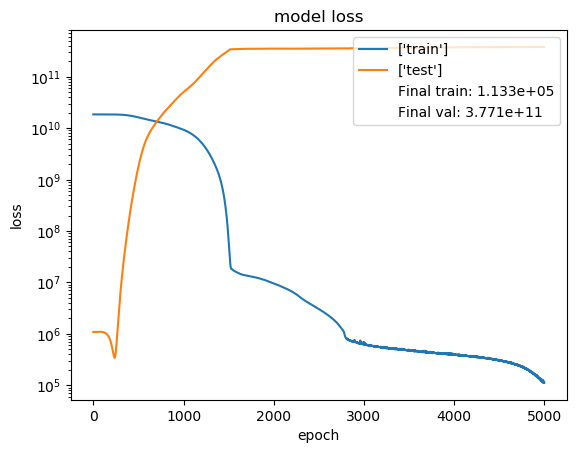 model loss
['train']
['test']
Final train: 1.133e+05
Final val: 3.771e+11
10¹¹
10¹⁰
10⁹
10⁸
10⁷
10⁶
10⁵
loss
0 1000 2000 3000 4000 5000
epoch